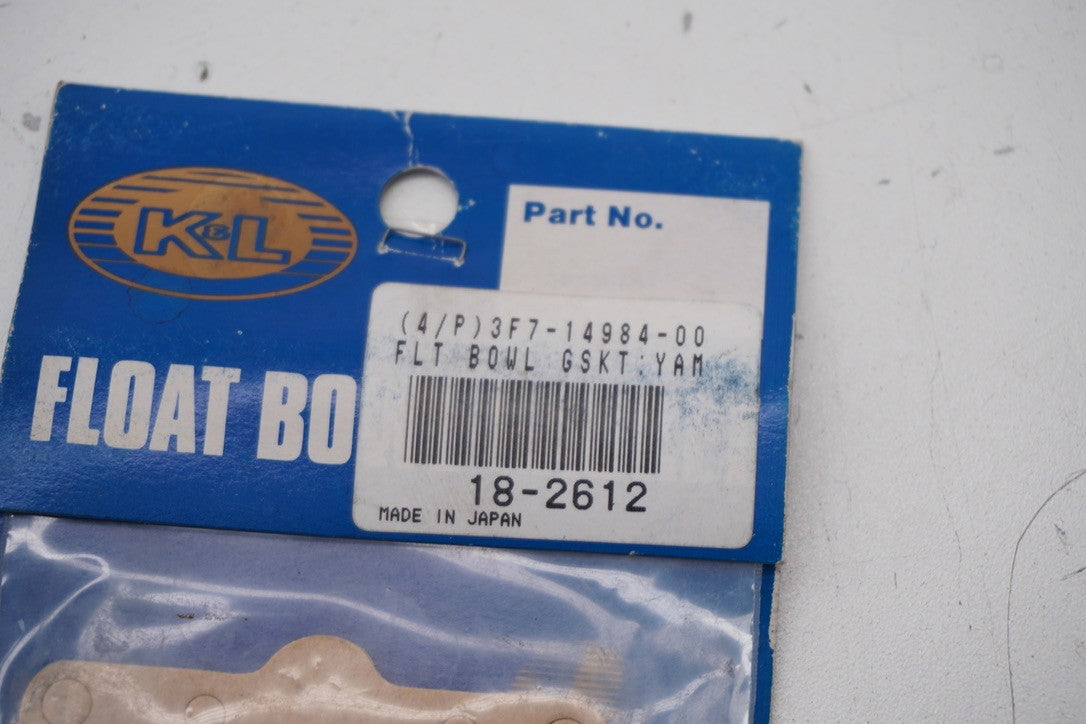 K&L
Part No.
(4/P)3F7-14984-00
FLT BOWL GSKT:YAM
FLOAT BO
18-2612
MADE IN JAPAN